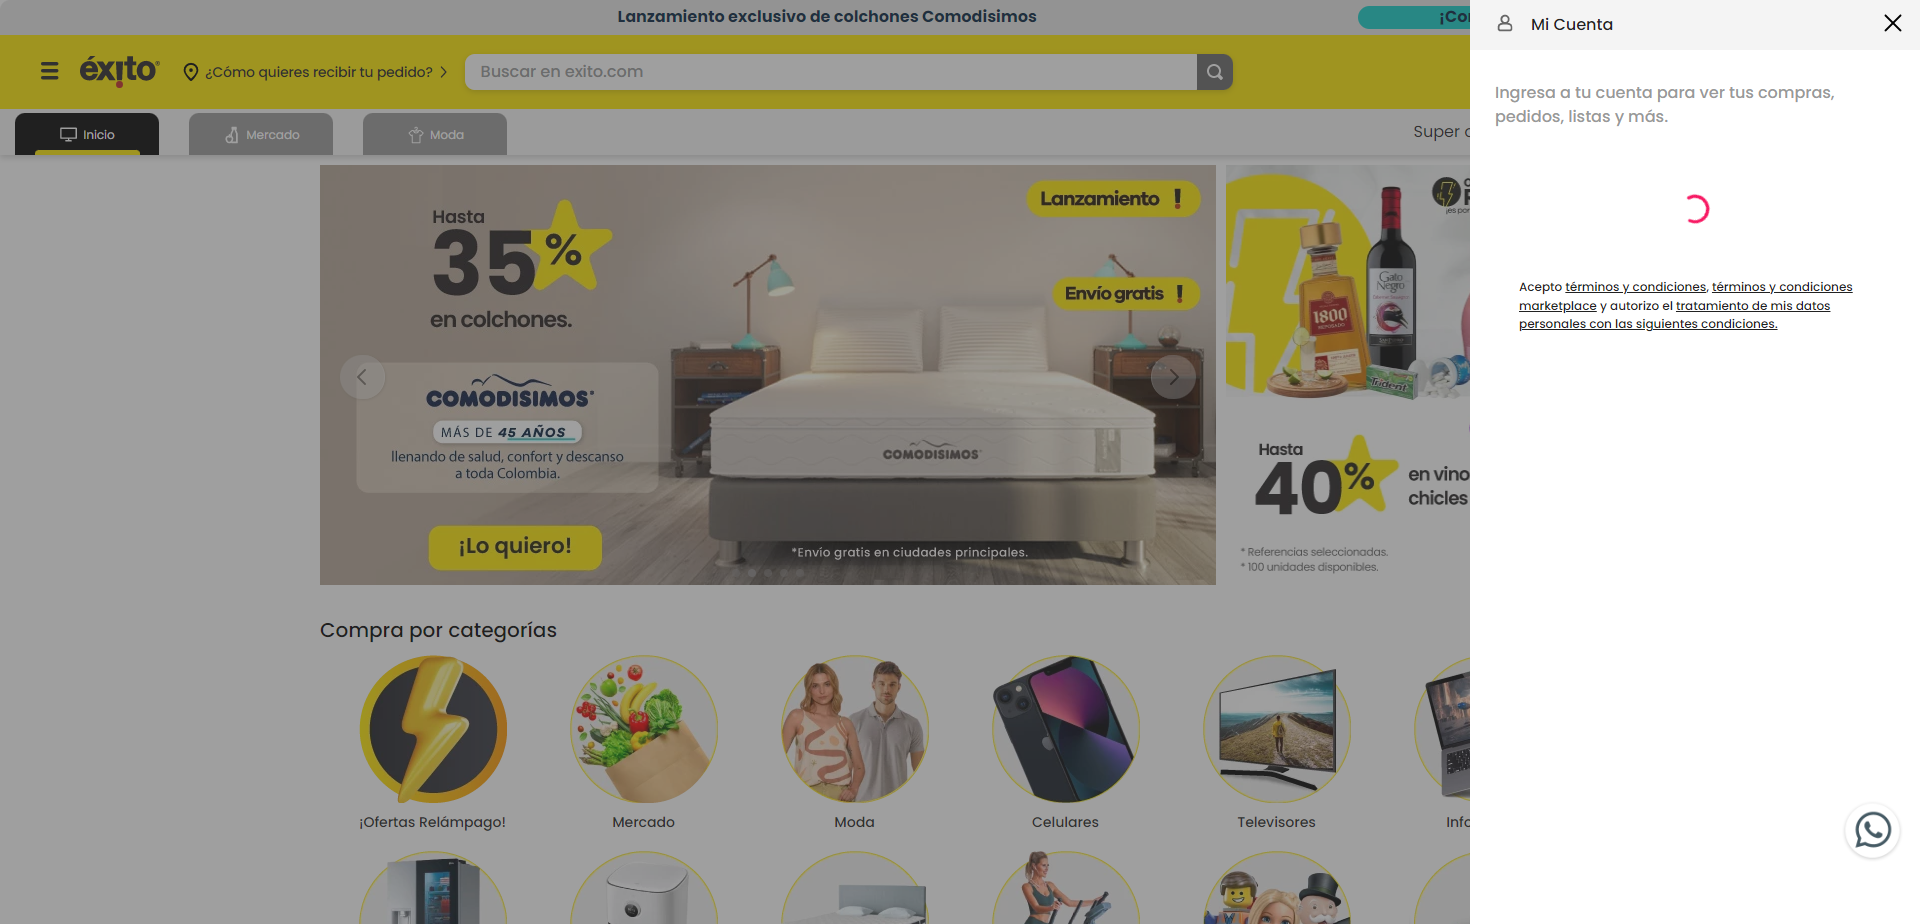 Lanzamiento exclusivo de colchones Comodisimos
éxito
¿Cómo quieres recibir tu pedido?
Buscar en exito.com
Inicio
Mercado
Moda
Super
Hasta
35%
en colchones.
COMODISIMOS
MÁS DE 45 AÑOS
llenando de salud, confort y descanso
a toda Colombia.
¡Lo quiero!
Lanzamiento !
Envío gratis !
COMODISIMOS
*Envío gratis en ciudades principales.
1800
Gato
Negro
Trident
Hasta
40%
en vino
chicles
* Referencias seleccionadas.
* 100 unidades disponibles.
Compra por categorías
¡Ofertas Relámpago!
Mercado
Moda
Celulares
Televisores
Mi Cuenta
Ingresa a tu cuenta para ver tus compras,
pedidos, listas y más.
Acepto términos y condiciones, términos y condiciones
marketplace y autorizo el tratamiento de mis datos
personales con las siguientes condiciones.